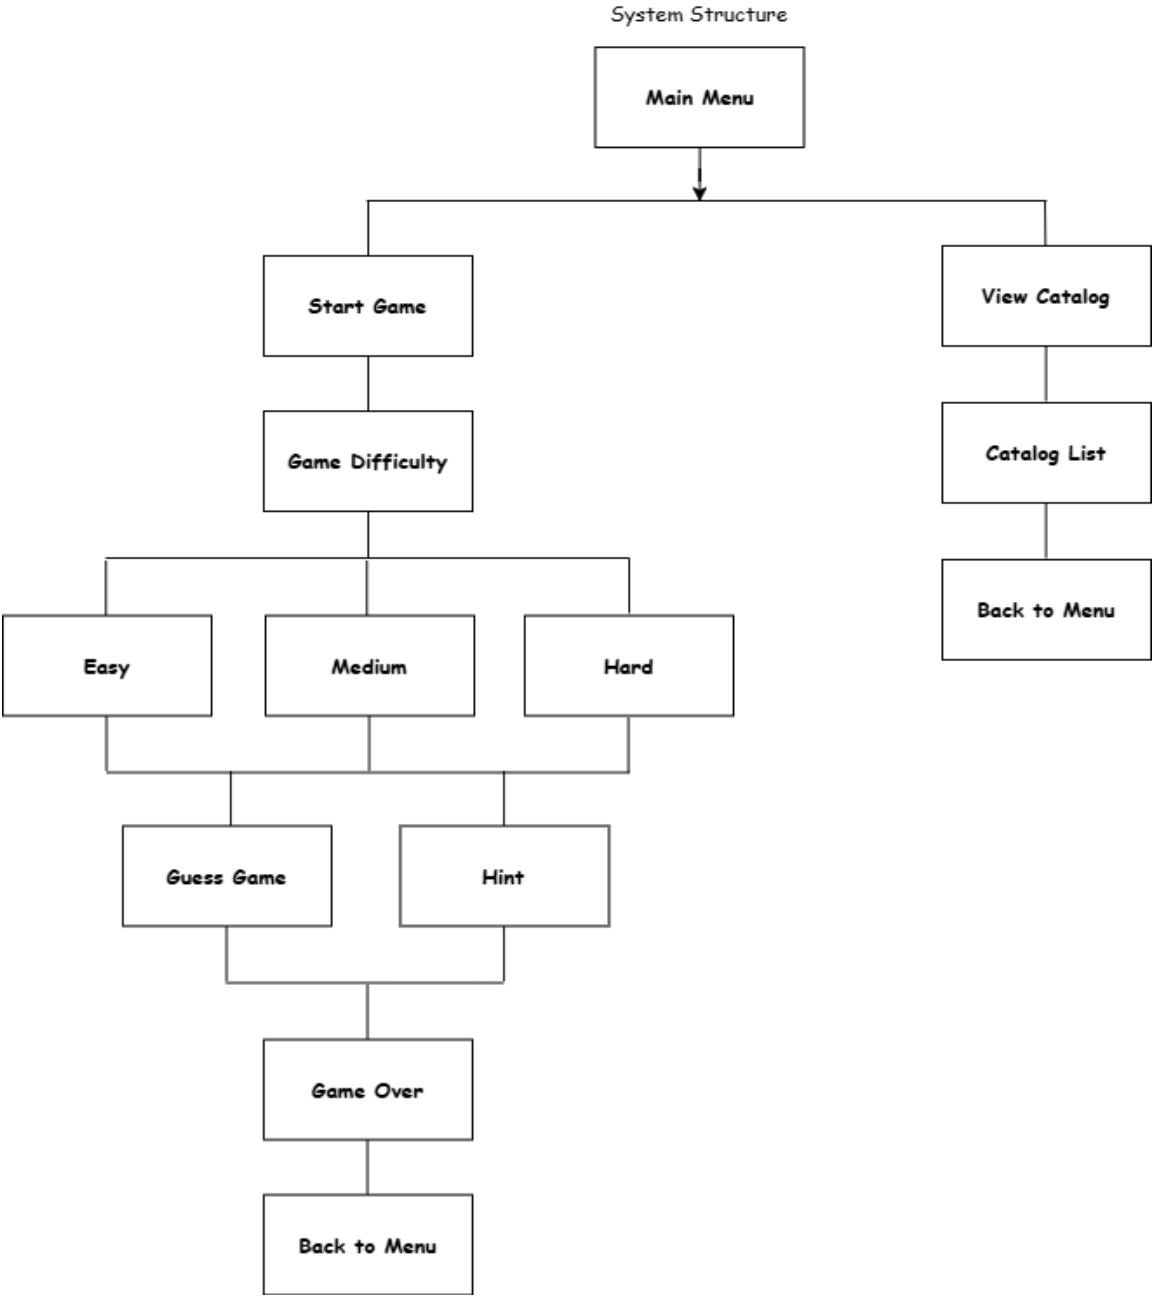 System Structure
Main Menu
Start Game
View Catalog
Game Difficulty
Catalog List
Easy
Medium
Hard
Back to Menu
Guess Game
Hint
Game Over
Back to Menu